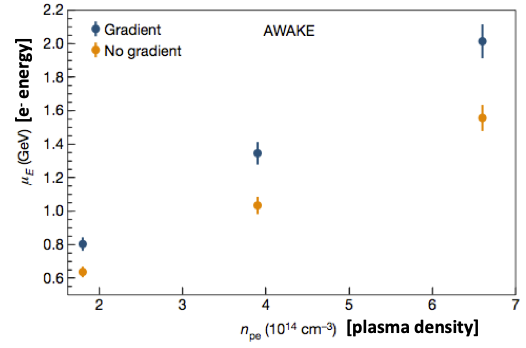 2.2
2.0
1.8
1.6
1.4
1.2
1.0
0.8
0.6
μE (GeV) [e- energy]
Gradient
No gradient
AWAKE
2 3 4 5 6 7
npe (10¹⁴ cm⁻³) [plasma density]